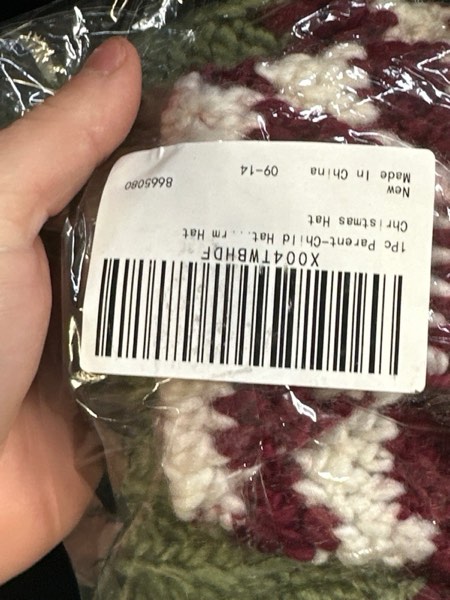 X004TWBHDF
1Pc Parent-Child Hat...rm Hat
Christmas Hat
New
Made In China 09-14 8665080